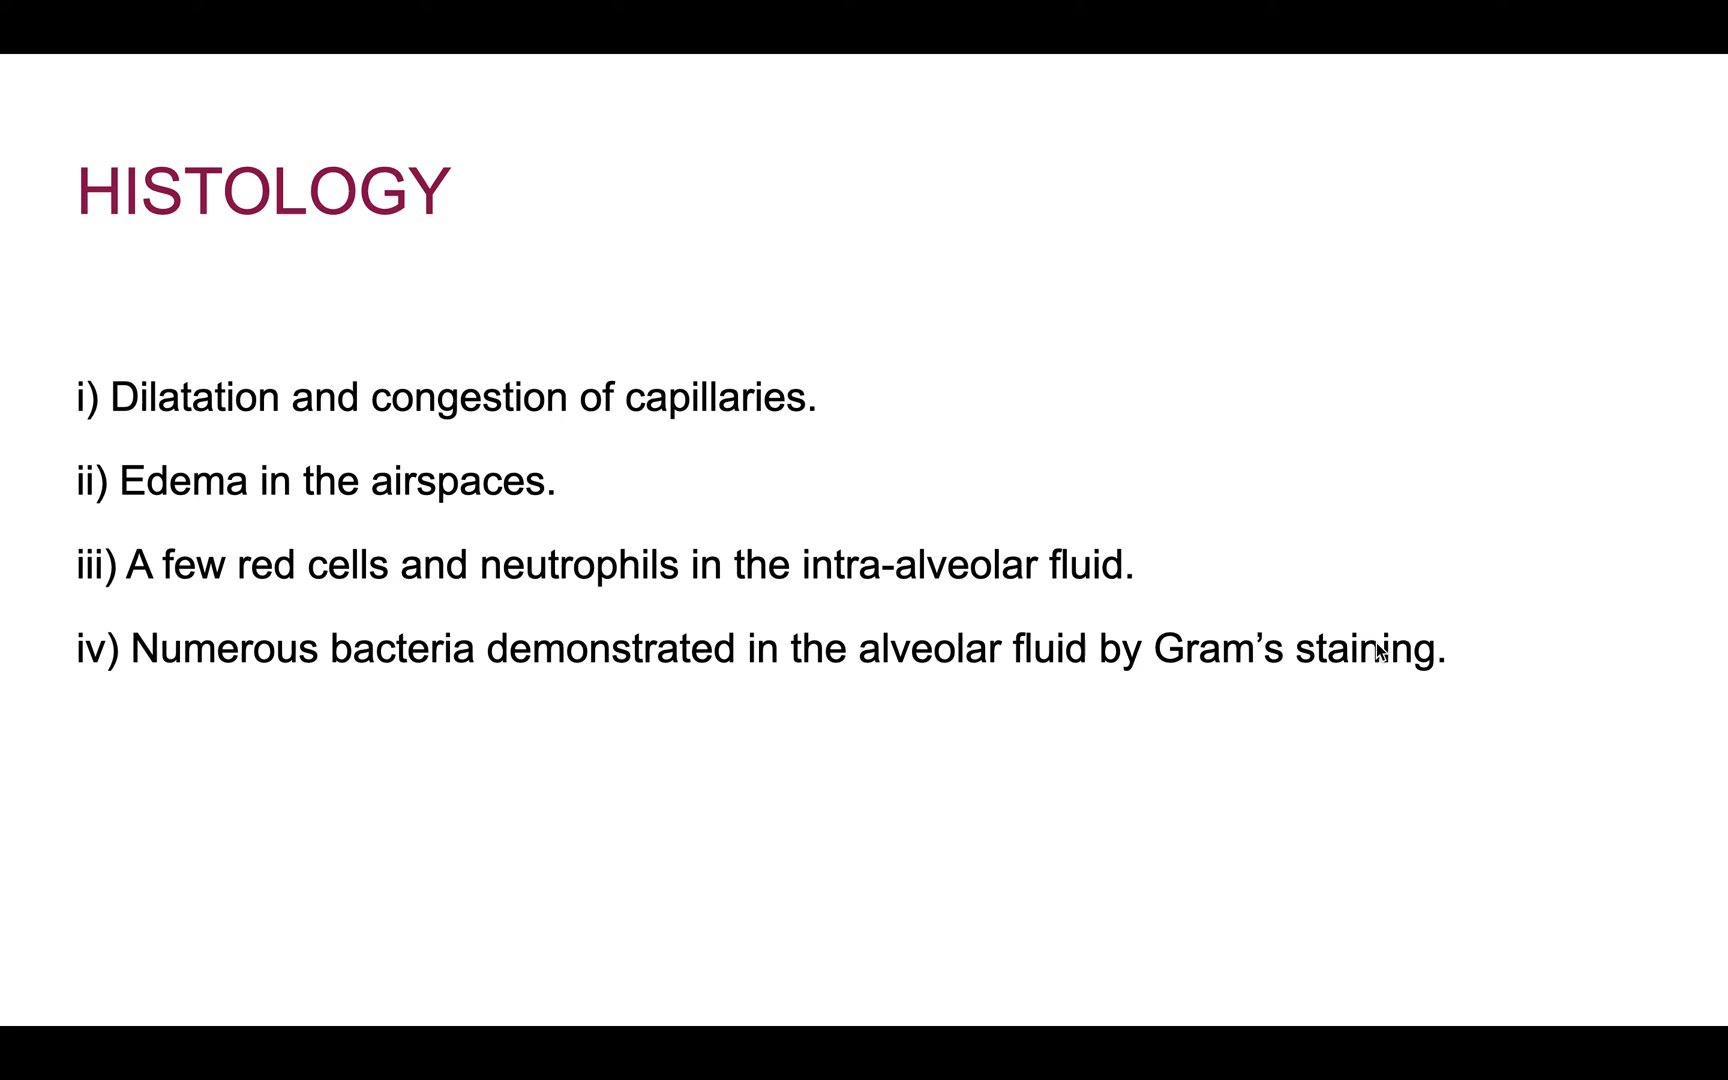 HISTOLOGY
i) Dilatation and congestion of capillaries.
ii) Edema in the airspaces.
iii) A few red cells and neutrophils in the intra-alveolar fluid.
iv) Numerous bacteria demonstrated in the alveolar fluid by Gram’s staining.